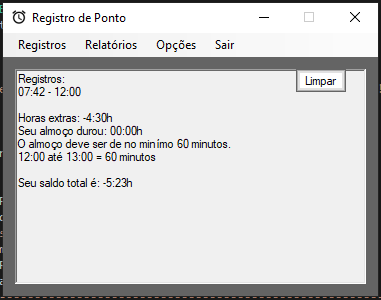 Registro de Ponto
Registros Relatórios Opções Sair
Limpar
Registros:
07:42 - 12:00
Horas extras: -4:30h
Seu almoço durou: 00:00h
O almoço deve ser de no minímo 60 minutos.
12:00 até 13:00 = 60 minutos
Seu saldo total é: -5:23h